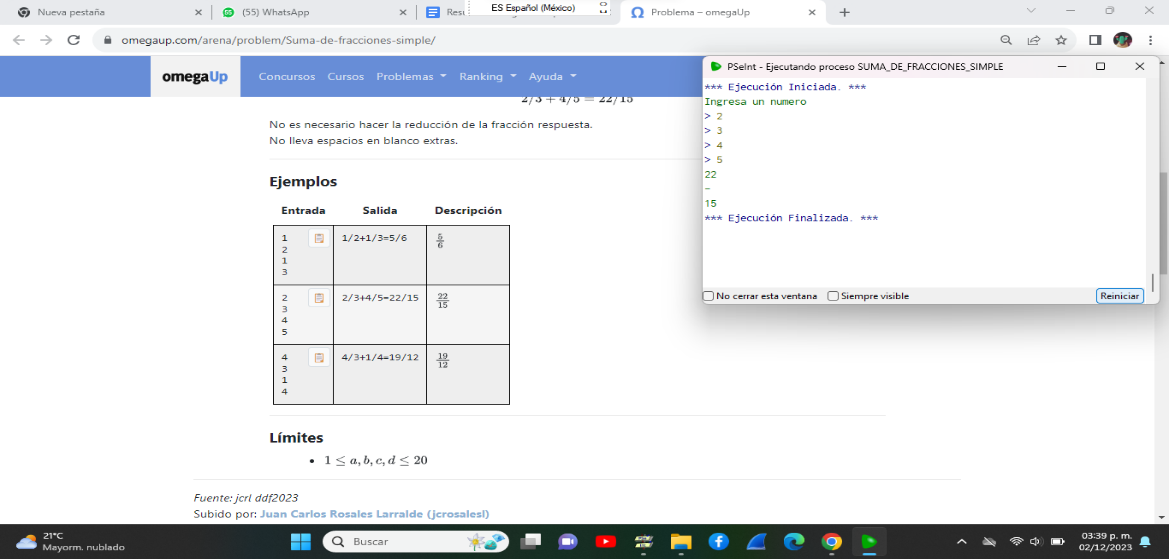 Nueva pestaña
(55) WhatsApp
ES Español (México)
Problema – omegaUp
omegaup.com/arena/problem/Suma-de-fracciones-simple/
omegaUp
Concursos Cursos Problemas Ranking Ayuda
2/3 + 4/5 = 22/15
No es necesario hacer la reducción de la fracción respuesta.
No lleva espacios en blanco extras.
Ejemplos
Entrada Salida Descripción
1 1/2+1/3=5/6 5/6
2
1
3
2 2/3+4/5=22/15 22/15
3
4
5
4 4/3+1/4=19/12 19/12
3
1
4
Límites
• 1 ≤ a, b, c, d ≤ 20
Fuente: jcrl ddf2023
Subido por: Juan Carlos Rosales Larralde (jcrosalesl)
PSeInt - Ejecutando proceso SUMA_DE_FRACCIONES_SIMPLE
*** Ejecución Iniciada. ***
Ingresa un numero
> 2
> 3
> 4
> 5
22
-
15
*** Ejecución Finalizada. ***
No cerrar esta ventana Siempre visible Reiniciar
21°C
Mayorm. nublado
Buscar
03:39 p. m.
02/12/2023